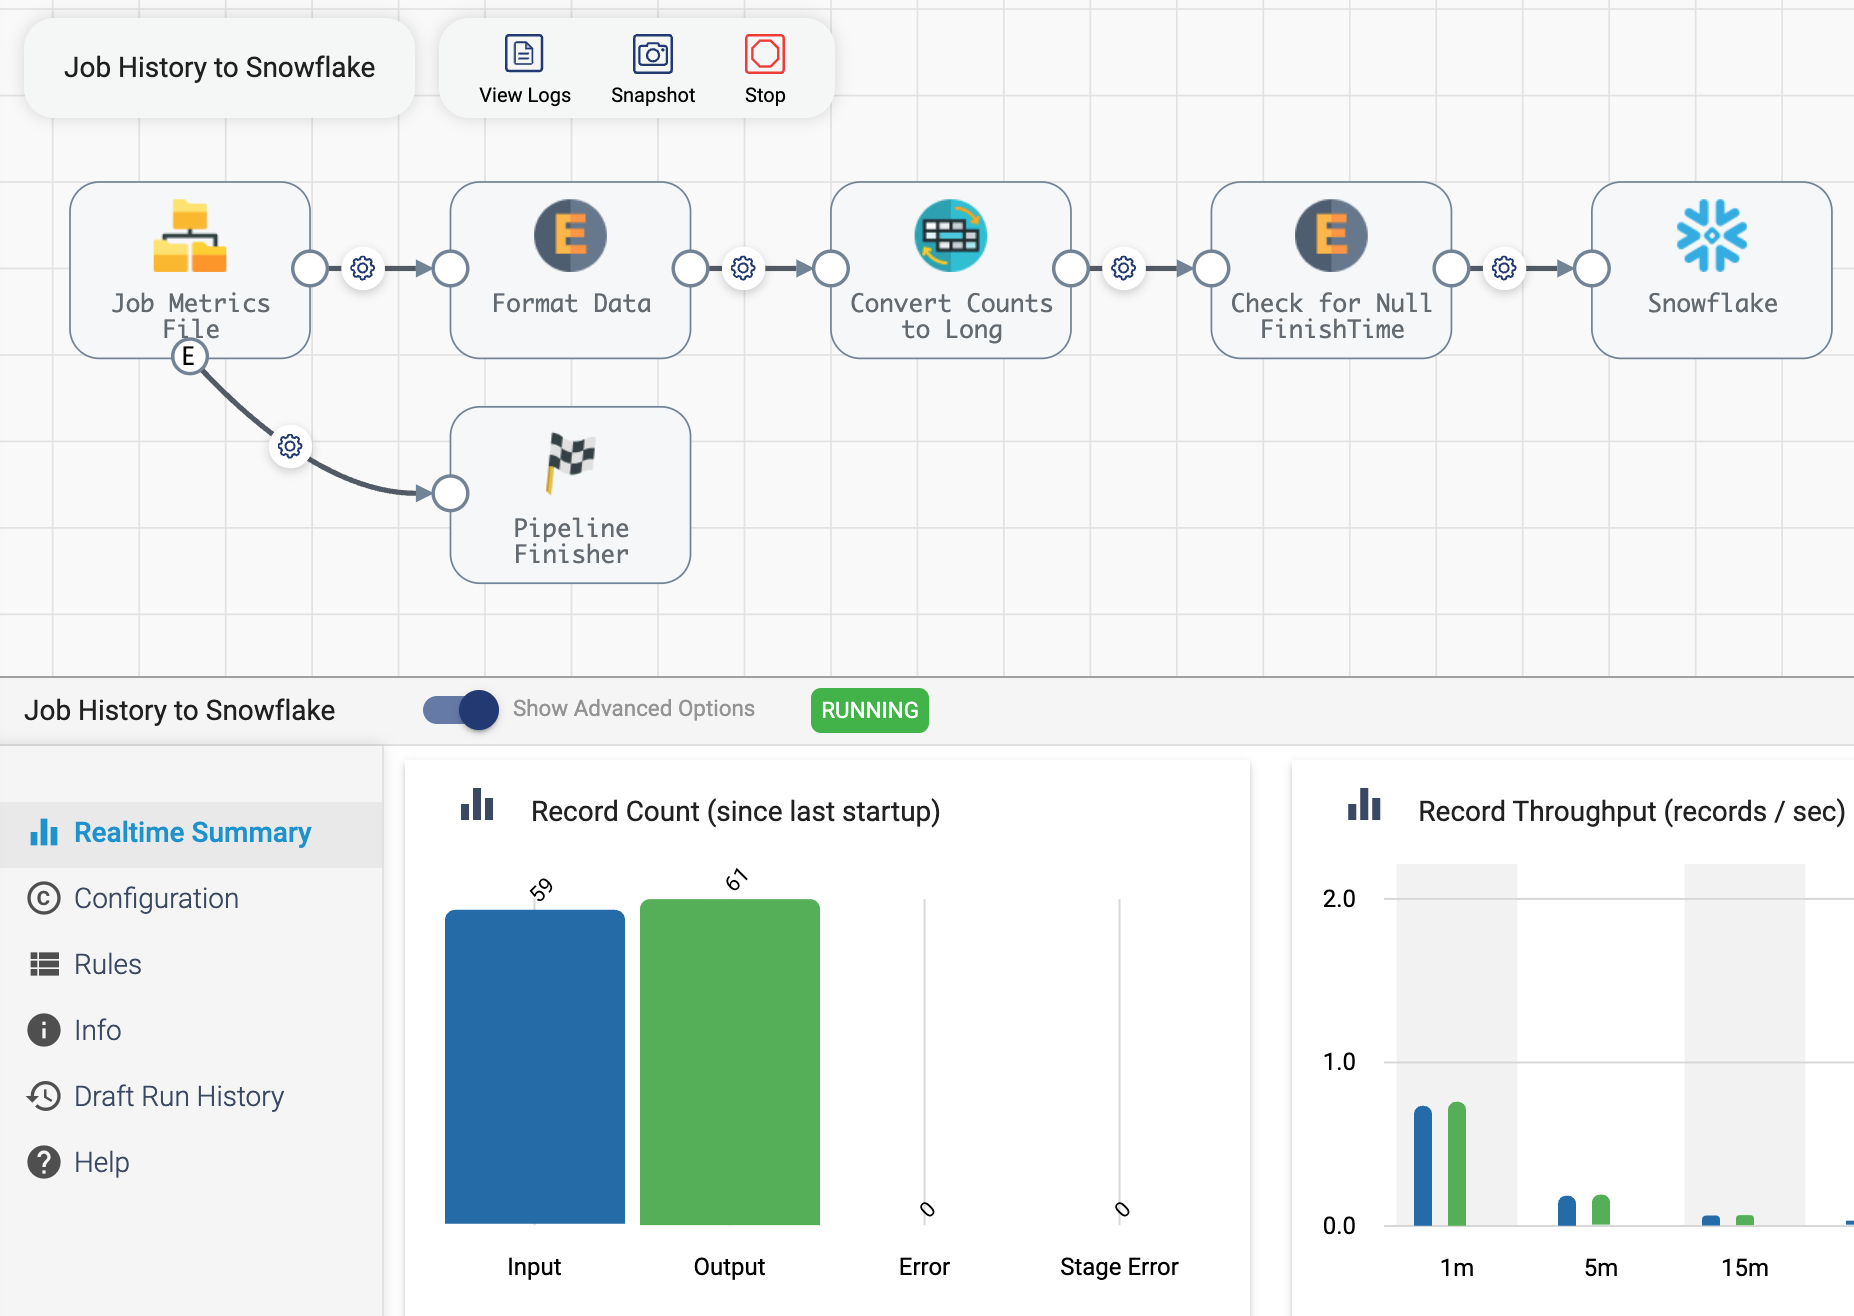 Job History to Snowflake
View Logs
Snapshot
Stop
Job Metrics
File
E
E
Format Data
Convert Counts
to Long
E
Check for Null
FinishTime
Snowflake
Pipeline
Finisher
Job History to Snowflake
Show Advanced Options
RUNNING
Realtime Summary
C
Configuration
Rules
i
Info
Draft Run History
?
Help
Record Count (since last startup)
59
61
0
0
Input
Output
Error
Stage Error
Record Throughput (records / sec)
2.0
1.0
0.0
1m
5m
15m